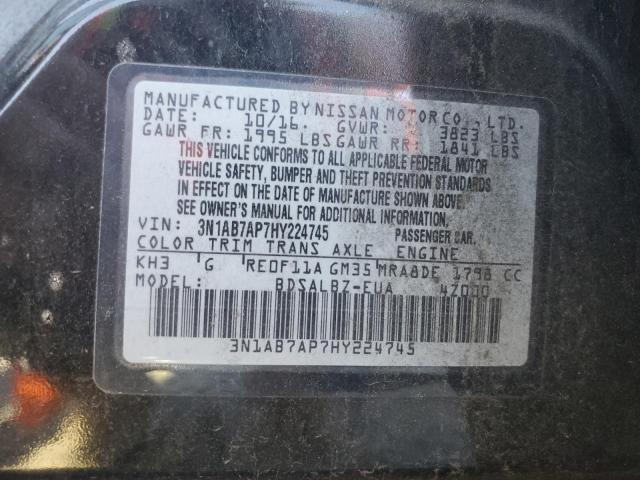 MANUFACTURED BY NISSAN MOTOR CO., LTD.
DATE: 10/16 GVWR: 3823 LBS
GAWR FR: 1995 LBS GAWR RR: 1841 LBS
THIS VEHICLE CONFORMS TO ALL APPLICABLE FEDERAL MOTOR
VEHICLE SAFETY, BUMPER AND THEFT PREVENTION STANDARDS
IN EFFECT ON THE DATE OF MANUFACTURE SHOWN ABOVE.
SEE OWNER'S MANUAL FOR ADDITIONAL INFORMATION.
VIN: 3N1AB7AP7HY224745 PASSENGER CAR.
COLOR TRIM TRANS AXLE ENGINE
KH3 G RE0F11A GM35 MRA8DE 1798 CC
MODEL: BDSALBZ-EUA
3N1AB7AP7HY224745